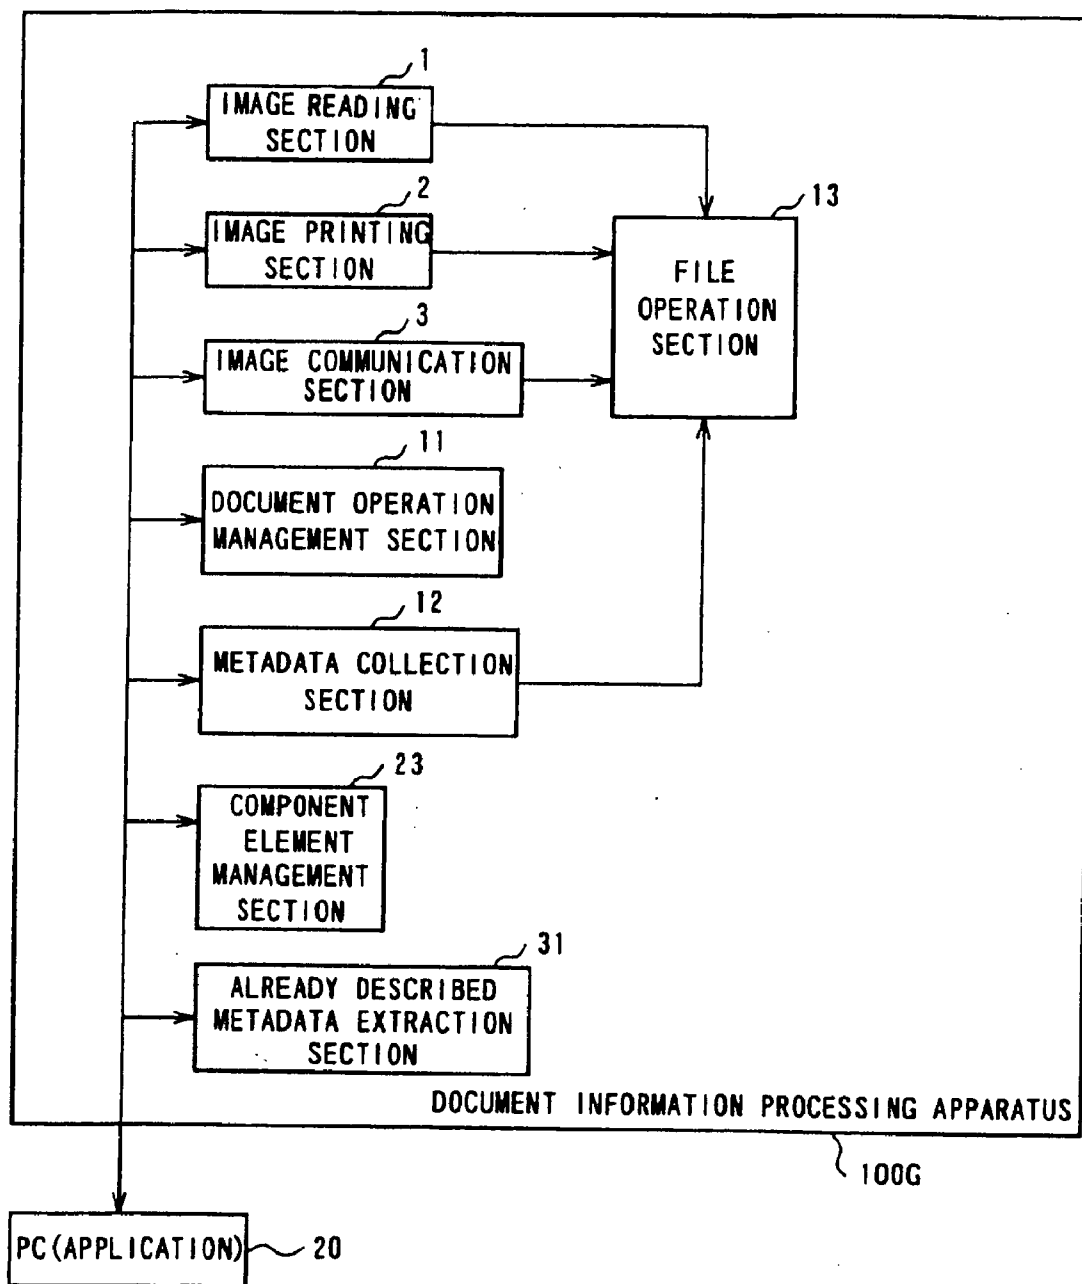 1
IMAGE READING
SECTION
2
IMAGE PRINTING
SECTION
13
FILE
OPERATION
SECTION
3
IMAGE COMMUNICATION
SECTION
11
DOCUMENT OPERATION
MANAGEMENT SECTION
12
METADATA COLLECTION
SECTION
23
COMPONENT
ELEMENT
MANAGEMENT
SECTION
31
ALREADY DESCRIBED
METADATA EXTRACTION
SECTION
DOCUMENT INFORMATION PROCESSING APPARATUS
100G
PC(APPLICATION)
20